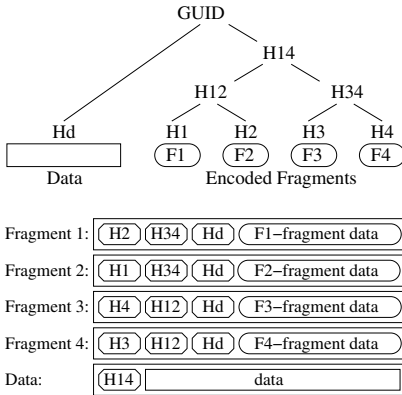 GUID
H14
H12 H34
Hd H1 H2 H3 H4
F1 F2 F3 F4
Data Encoded Fragments
Fragment 1: H2 H34 Hd F1−fragment data
Fragment 2: H1 H34 Hd F2−fragment data
Fragment 3: H4 H12 Hd F3−fragment data
Fragment 4: H3 H12 Hd F4−fragment data
Data: H14 data